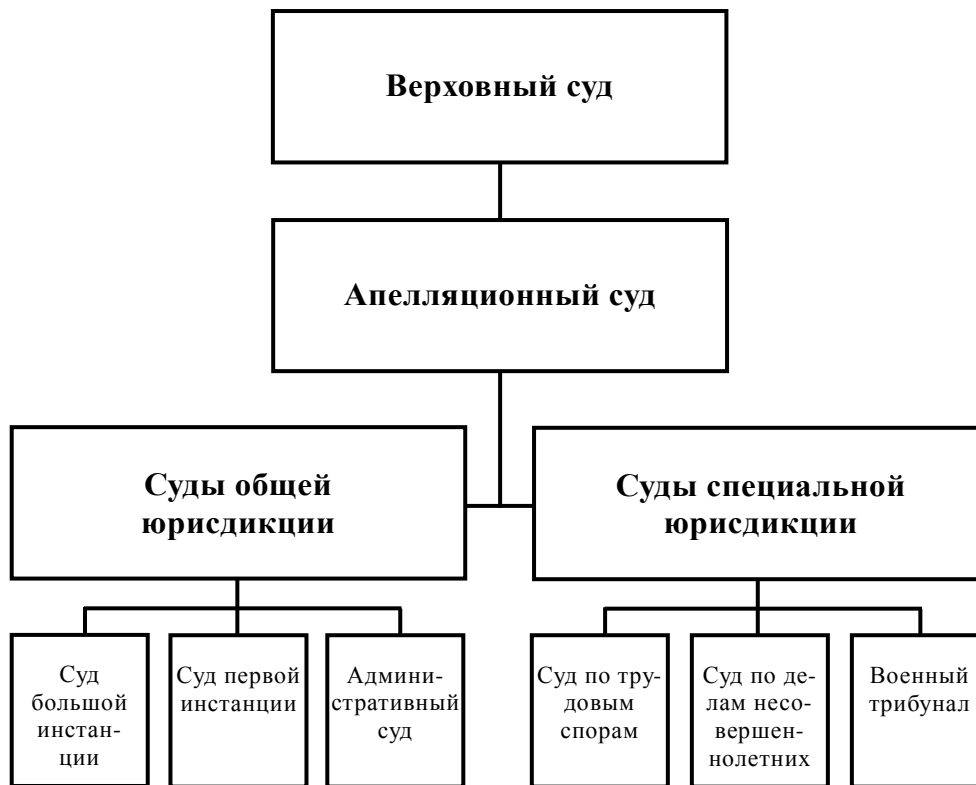 Верховный суд
Апелляционный суд
Суды общей
юрисдикции
Суды специальной
юрисдикции
Суд
большой
инстан-
ции
Суд первой
инстанции
Админи-
стративный
суд
Суд по тру-
довым
спорам
Суд по де-
лам несо-
вершен-
нолетних
Военный
трибунал